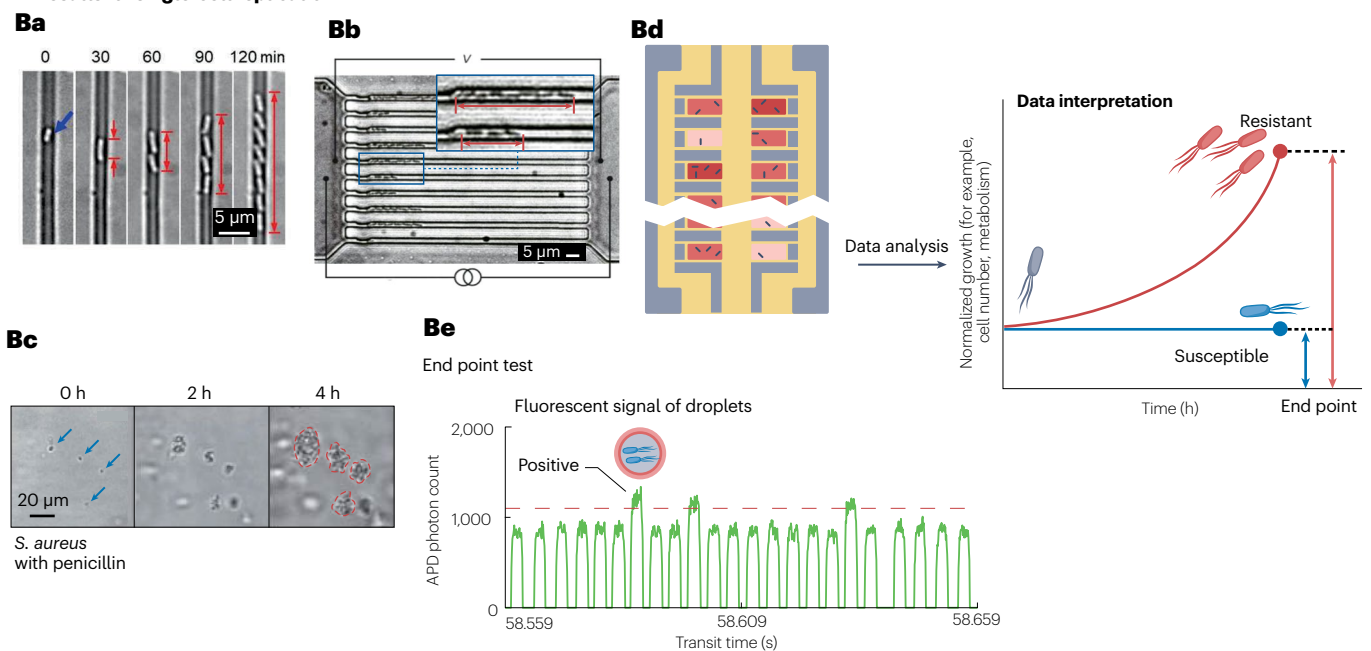 Ba
0 30 60 90 120 min
5 µm
Bb
v
5 µm
Bd
Data analysis
Data interpretation
Resistant
Susceptible
Normalized growth (for example,
cell number, metabolism)
Time (h)
End point
Bc
0 h 2 h 4 h
20 µm
S. aureus
with penicillin
Be
End point test
Fluorescent signal of droplets
Positive
APD photon count
2,000
1,000
0
58.559 58.609 58.659
Transit time (s)